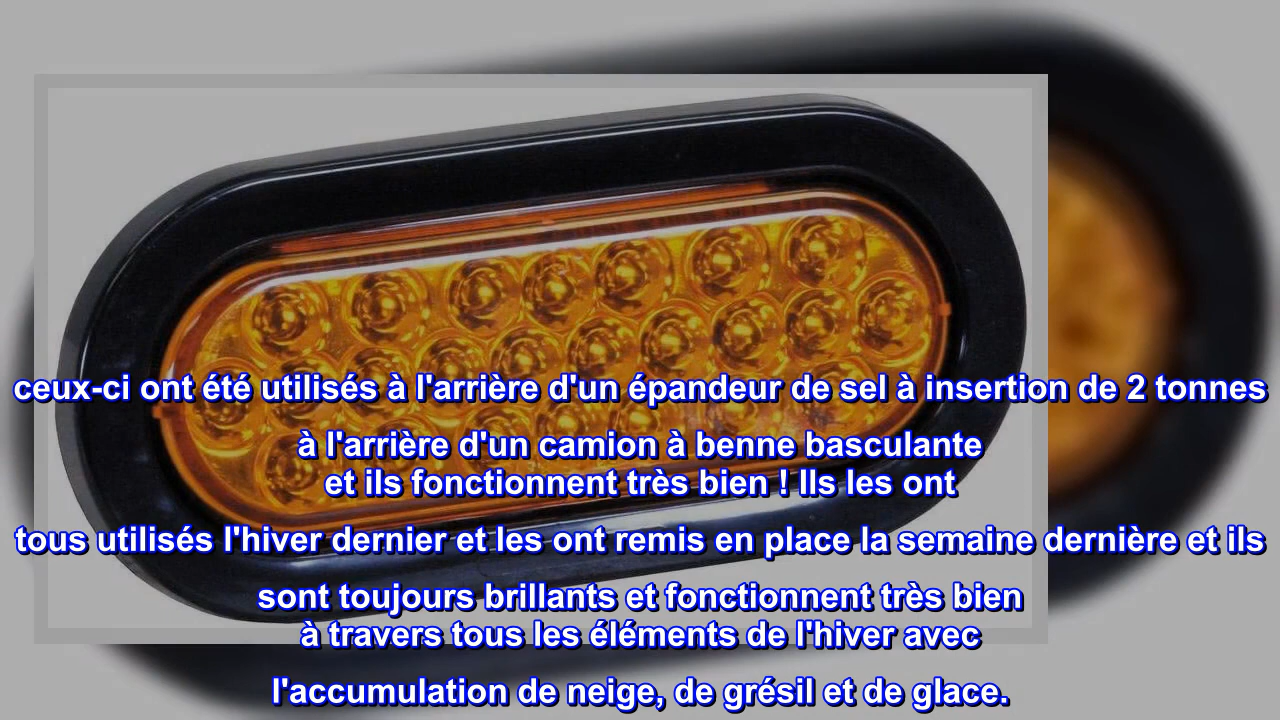 ceux-ci ont été utilisés à l'arrière d'un épandeur de sel à insertion de 2 tonnes
à l'arrière d'un camion à benne basculante
et ils fonctionnent très bien ! Ils les ont
tous utilisés l'hiver dernier et les ont remis en place la semaine dernière et ils
sont toujours brillants et fonctionnent très bien
à travers tous les éléments de l'hiver avec
l'accumulation de neige, de grésil et de glace.